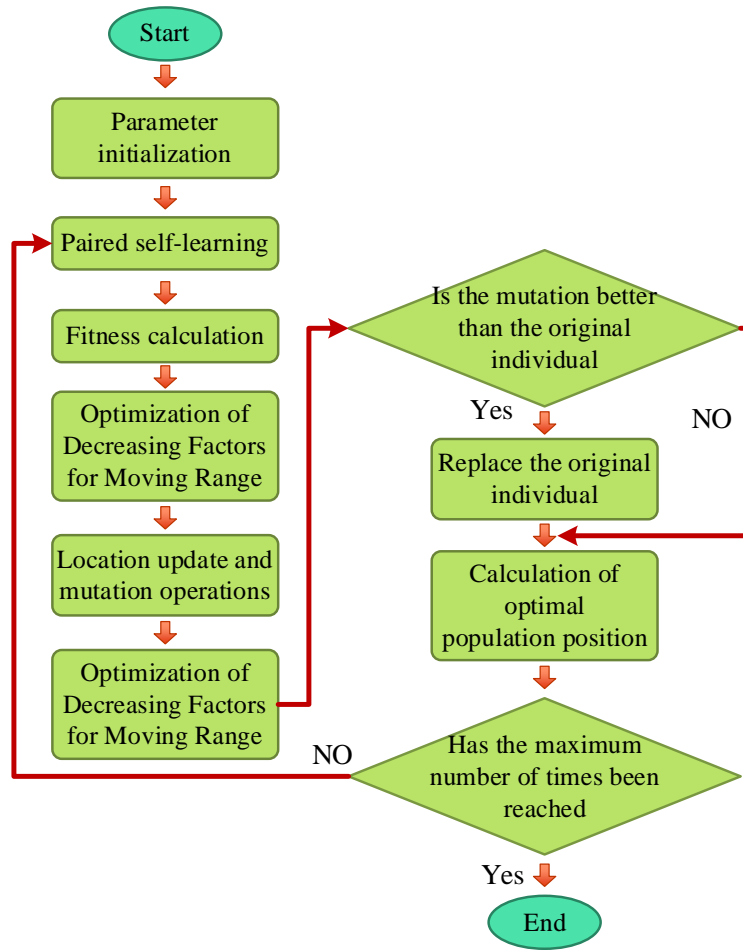 Start
Parameter
initialization
Paired self-learning
Fitness calculation
Optimization of
Decreasing Factors
for Moving Range
Location update and
mutation operations
Optimization of
Decreasing Factors
for Moving Range
Is the mutation better
than the original
individual
Yes
NO
Replace the original
individual
Calculation of
optimal
population position
Has the maximum
number of times been
reached
NO
Yes
End